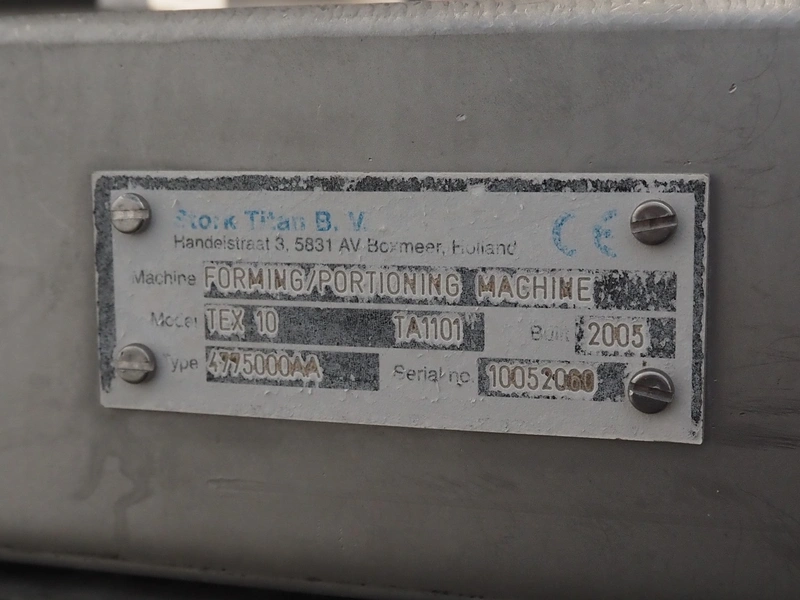 Stork Titan B. V.
Handelstraat 3, 5831 AV Boxmeer, Holland
CE
Machine FORMING/PORTIONING MACHINE
Model TEX 10 TA1101 Built 2005
Type 4775000AA Serial no. 10052060